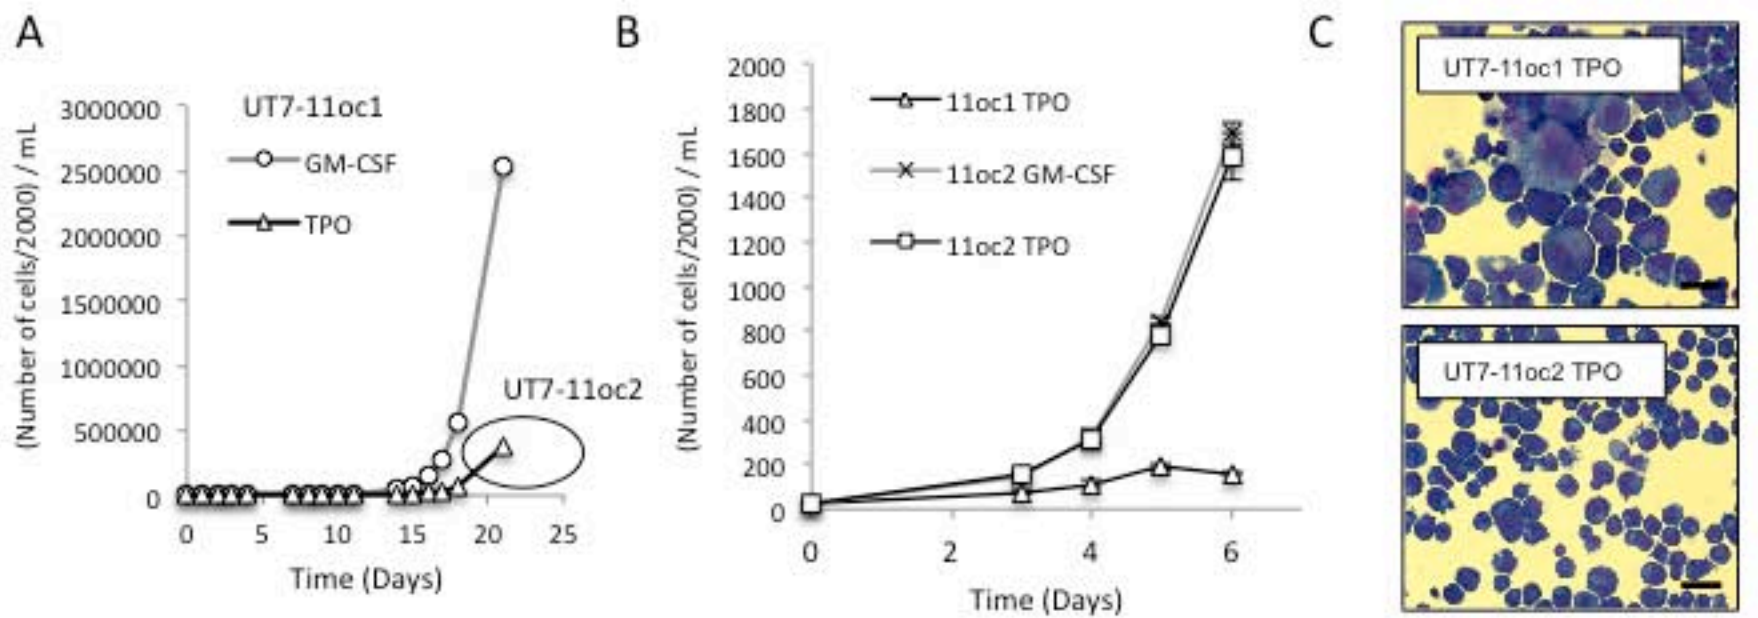 A
(Number of cells/2000) / mL
3000000
2500000
2000000
1500000
1000000
500000
0
0 5 10 15 20 25
Time (Days)
UT7-11oc1
GM-CSF
TPO
UT7-11oc2
B
(Number of cells/2000) / mL
2000
1800
1600
1400
1200
1000
800
600
400
200
0
0 2 4 6
Time (Days)
11oc1 TPO
11oc2 GM-CSF
11oc2 TPO
C
UT7-11oc1 TPO
UT7-11oc2 TPO